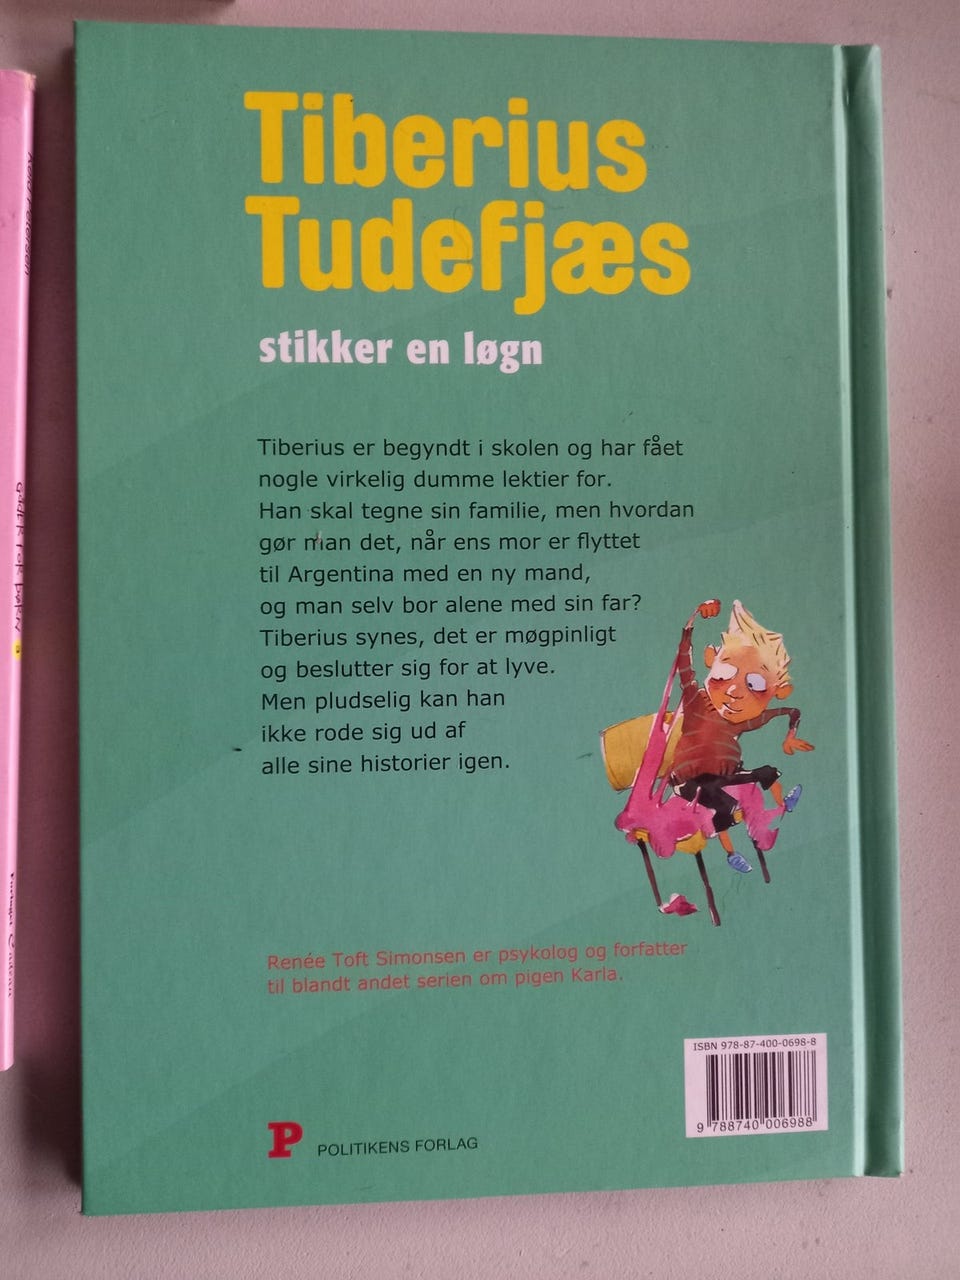 Tiberius
Tudefjæs
stikker en løgn
Tiberius er begyndt i skolen og har fået
nogle virkelig dumme lektier for.
Han skal tegne sin familie, men hvordan
gør man det, når ens mor er flyttet
til Argentina med en ny mand,
og man selv bor alene med sin far?
Tiberius synes, det er møgpinligt
og beslutter sig for at lyve.
Men pludselig kan han
ikke rode sig ud af
alle sine historier igen.
Renée Toft Simonsen er psykolog og forfatter
til blandt andet serien om pigen Karla.
ISBN 978-87-400-0698-8
9 788740 006988
P POLITIKENS FORLAG
GÅDER FOR BØRN 3